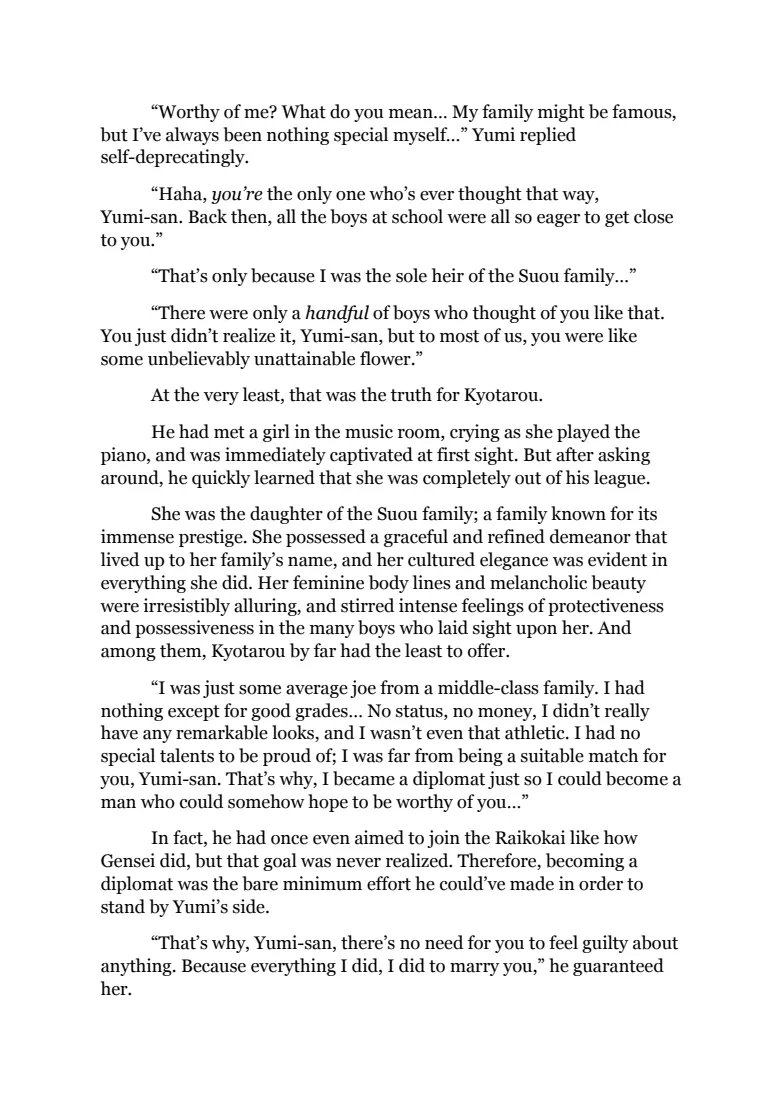 “Worthy of me? What do you mean… My family might be famous,
but I’ve always been nothing special myself…” Yumi replied
self-deprecatingly.
“Haha, you’re the only one who’s ever thought that way,
Yumi-san. Back then, all the boys at school were all so eager to get close
to you.”
“That’s only because I was the sole heir of the Suou family…”
“There were only a handful of boys who thought of you like that.
You just didn’t realize it, Yumi-san, but to most of us, you were like
some unbelievably unattainable flower.”
At the very least, that was the truth for Kyotarou.
He had met a girl in the music room, crying as she played the
piano, and was immediately captivated at first sight. But after asking
around, he quickly learned that she was completely out of his league.
She was the daughter of the Suou family; a family known for its
immense prestige. She possessed a graceful and refined demeanor that
lived up to her family’s name, and her cultured elegance was evident in
everything she did. Her feminine body lines and melancholic beauty
were irresistibly alluring, and stirred intense feelings of protectiveness
and possessiveness in the many boys who laid sight upon her. And
among them, Kyotarou by far had the least to offer.
“I was just some average joe from a middle-class family. I had
nothing except for good grades… No status, no money, I didn’t really
have any remarkable looks, and I wasn’t even that athletic. I had no
special talents to be proud of; I was far from being a suitable match for
you, Yumi-san. That’s why, I became a diplomat just so I could become a
man who could somehow hope to be worthy of you…”
In fact, he had once even aimed to join the Raikokai like how
Gensei did, but that goal was never realized. Therefore, becoming a
diplomat was the bare minimum effort he could’ve made in order to
stand by Yumi’s side.
“That’s why, Yumi-san, there’s no need for you to feel guilty about
anything. Because everything I did, I did to marry you,” he guaranteed
her.